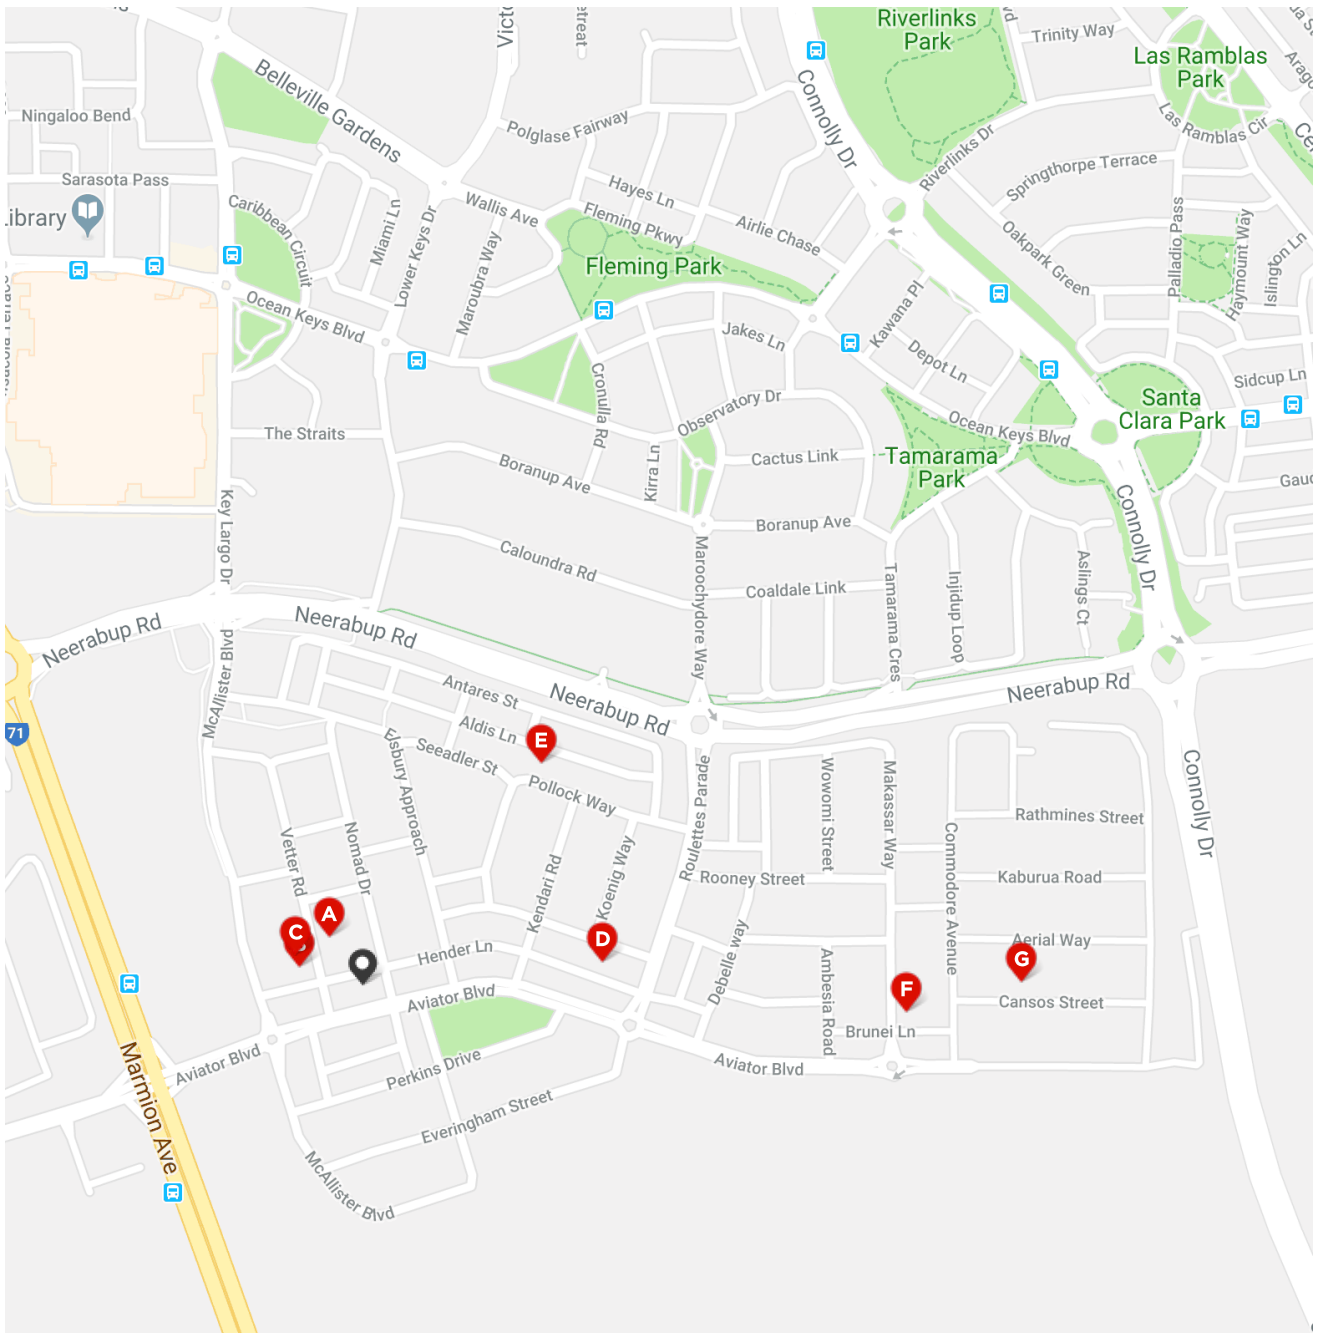 Riverlinks
Park
Trinity Way
Las Ramblas
Park
Belleville Gardens
Connolly Dr
Ningaloo Bend
Polglase Fairway
Las Ramblas Cir
Riverlinks Dr
Springthorpe Terrace
Sarasota Pass
Hayes Ln
Caribbean Circuit
Miami Ln
Lower Keys Dr
Wallis Ave
Fleming Pkwy
Airlie Chase
Palladio Pass
Haymount Way
Islington Ln
Library
Maroubra Way
Fleming Park
Oakpark Green
Ocean Keys Blvd
Kawana Pl
Jakes Ln
Depot Ln
Cronulla Rd
Observatory Dr
Sidcup Ln
Santa
Clara Park
Ocean Keys Blvd
The Straits
Kirra Ln
Cactus Link
Tamarama
Park
Boranup Ave
Key Largo Dr
Connolly Dr
Boranup Ave
Caloundra Rd
Maroochydore Way
Coaldale Link
Tamarama Cres
Injidup Loop
Aslings Ct
Neerabup Rd
Neerabup Rd
McAllister Blvd
Antares St
Neerabup Rd
Neerabup Rd
71
Aldis Ln
E
Elsbury Approach
Seeadler St
Pollock Way
Roulettes Parade
Wowomi Street
Makassar Way
Connolly Dr
Vetter Rd
Nomad Dr
Commodore Avenue
Rathmines Street
Kendari Rd
Koenig Way
Rooney Street
Kaburua Road
A
C
D
Hender Ln
Debelle way
Ambesia Road
Aerial Way
G
F
Cansos Street
Aviator Blvd
Brunei Ln
Aviator Blvd
Perkins Drive
Aviator Blvd
Marmion Ave
Everingham Street
McAllister Blvd